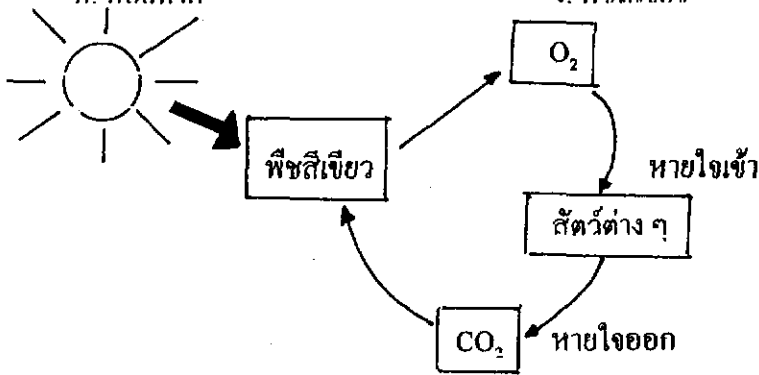 O₂
พืชสีเขียว
หายใจเข้า
สัตว์ต่าง ๆ
CO₂
หายใจออก